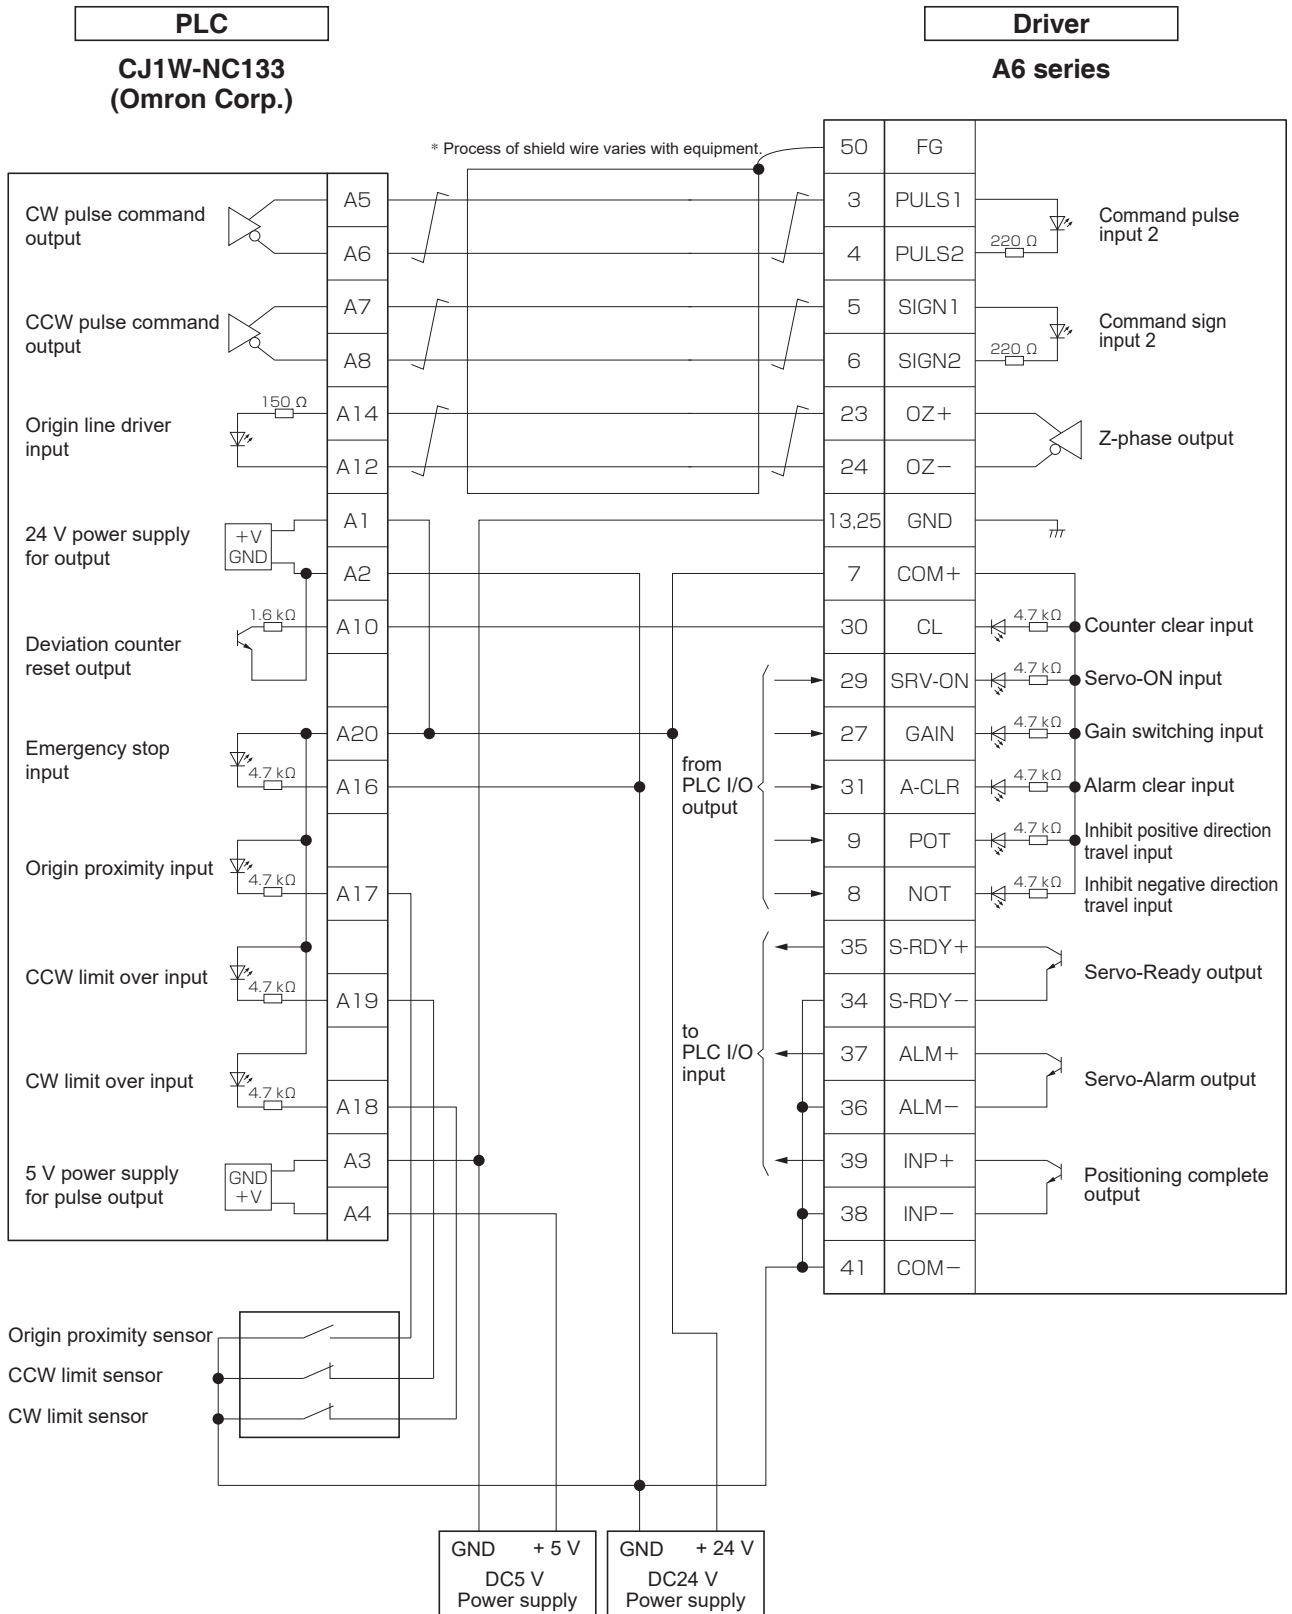 PLC
CJ1W-NC133
(Omron Corp.)
Driver
A6 series
* Process of shield wire varies with equipment.
CW pulse command
output
A5
A6
CCW pulse command
output
A7
A8
Origin line driver
input
150 Ω
A14
A12
24 V power supply
for output
+V
GND
A1
A2
Deviation counter
reset output
1.6 kΩ
A10
Emergency stop
input
4.7 kΩ
A20
A16
Origin proximity input
4.7 kΩ
A17
CCW limit over input
4.7 kΩ
A19
CW limit over input
4.7 kΩ
A18
5 V power supply
for pulse output
GND
+V
A3
A4
50 FG
3 PULS1
4 PULS2
220 Ω
Command pulse
input 2
5 SIGN1
6 SIGN2
220 Ω
Command sign
input 2
23 OZ+
24 OZ−
Z-phase output
13,25 GND
7 COM+
30 CL 4.7 kΩ Counter clear input
29 SRV-ON 4.7 kΩ Servo-ON input
27 GAIN 4.7 kΩ Gain switching input
31 A-CLR 4.7 kΩ Alarm clear input
9 POT 4.7 kΩ Inhibit positive direction
travel input
8 NOT 4.7 kΩ Inhibit negative direction
travel input
from
PLC I/O
output
35 S-RDY+
34 S-RDY−
Servo-Ready output
37 ALM+
36 ALM−
Servo-Alarm output
39 INP+
38 INP−
Positioning complete
output
41 COM−
to
PLC I/O
input
Origin proximity sensor
CCW limit sensor
CW limit sensor
GND + 5 V
DC5 V
Power supply
GND + 24 V
DC24 V
Power supply